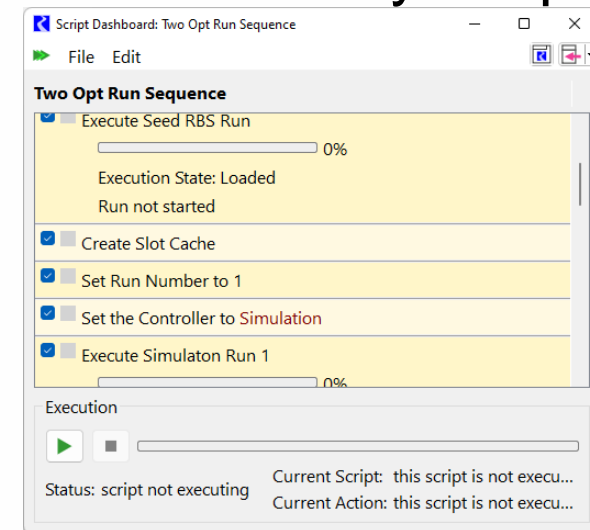 Script Dashboard: Two Opt Run Sequence
File Edit
Two Opt Run Sequence
Execute Seed RBS Run
0%
Execution State: Loaded
Run not started
Create Slot Cache
Set Run Number to 1
Set the Controller to Simulation
Execute Simulaton Run 1
0%
Execution
Status: script not executing
Current Script: this script is not execu...
Current Action: this script is not execu...